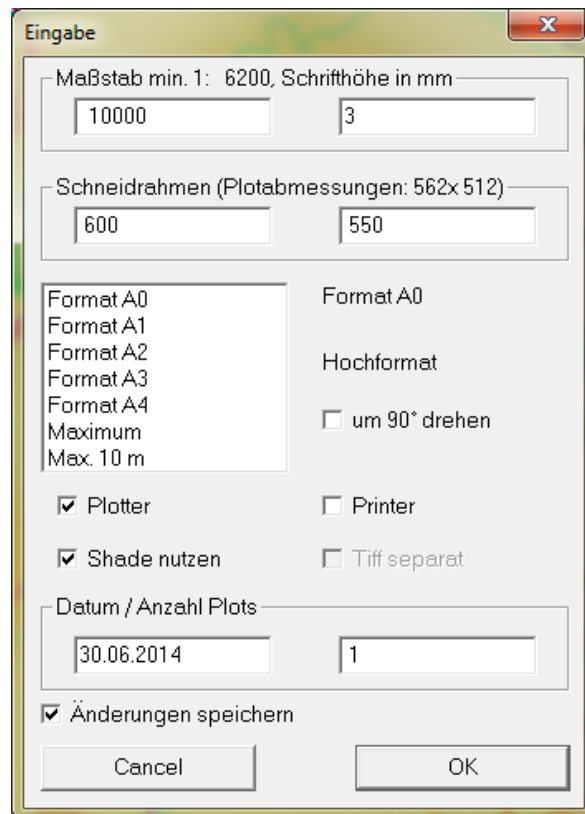 Eingabe
Maßstab min. 1: 6200, Schrifthöhe in mm
10000 3
Schneidrahmen (Plotabmessungen: 562x 512)
600 550
Format A0
Format A1
Format A2
Format A3
Format A4
Maximum
Max. 10 m
Format A0
Hochformat
um 90° drehen
Plotter Printer
Shade nutzen Tiff separat
Datum / Anzahl Plots
30.06.2014 1
Änderungen speichern
Cancel OK